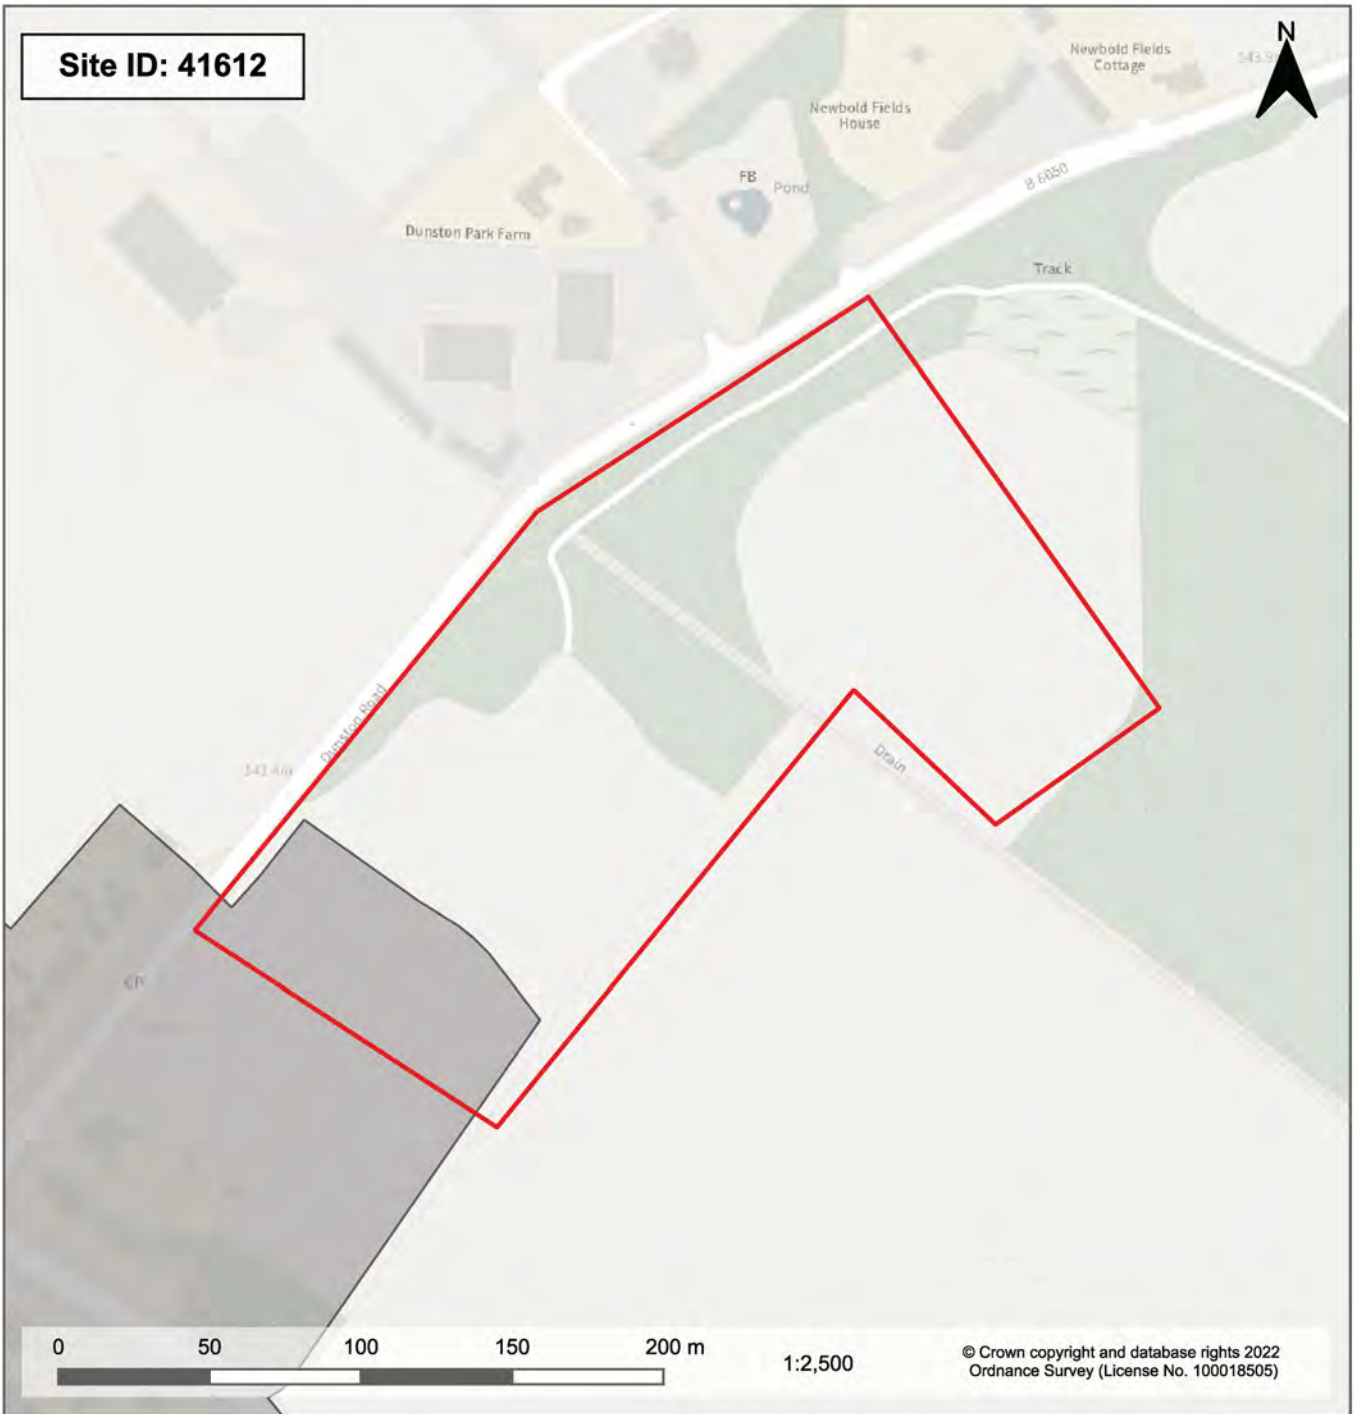 Site ID: 41612
N
Newbold Fields
Cottage
Newbold Fields
House
B 6050
FB
Pond
Dunston Park Farm
Track
Dunston Road
Drain
CP
0 50 100 150 200 m
1:2,500
© Crown copyright and database rights 2022
Ordnance Survey (License No. 100018505)